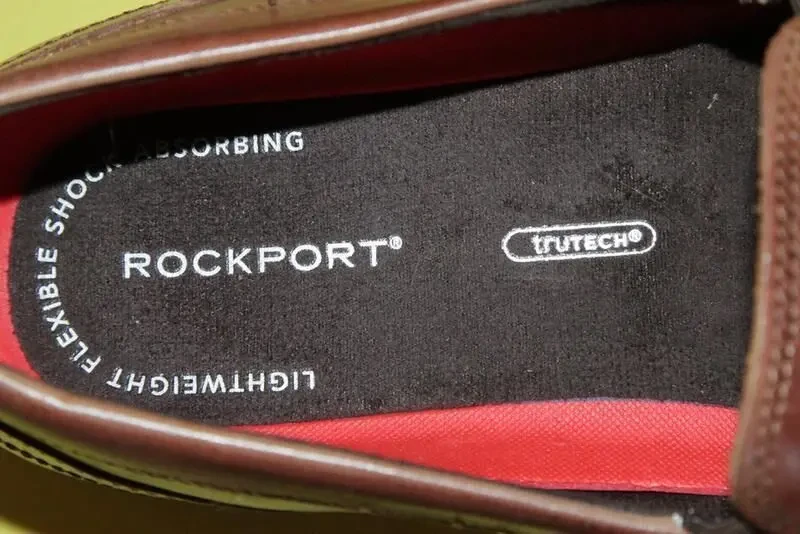 LIGHTWEIGHT FLEXIBLE SHOCK ABSORBING
ROCKPORT®
truTECH®